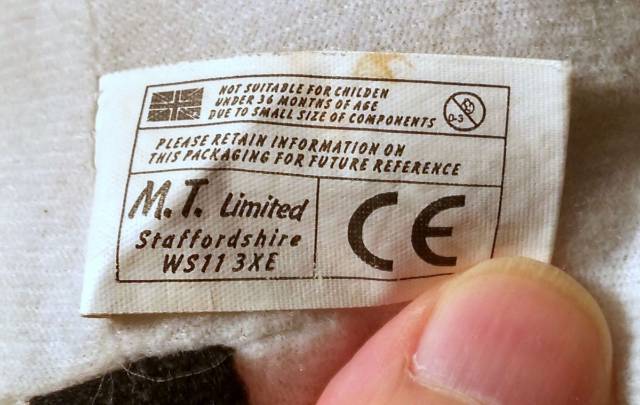 NOT SUITABLE FOR CHILDEN
UNDER 36 MONTHS OF AGE
DUE TO SMALL SIZE OF COMPONENTS
0-3
PLEASE RETAIN INFORMATION ON
THIS PACKAGING FOR FUTURE REFERENCE
M.T. Limited
Staffordshire
WS11 3XE
CE